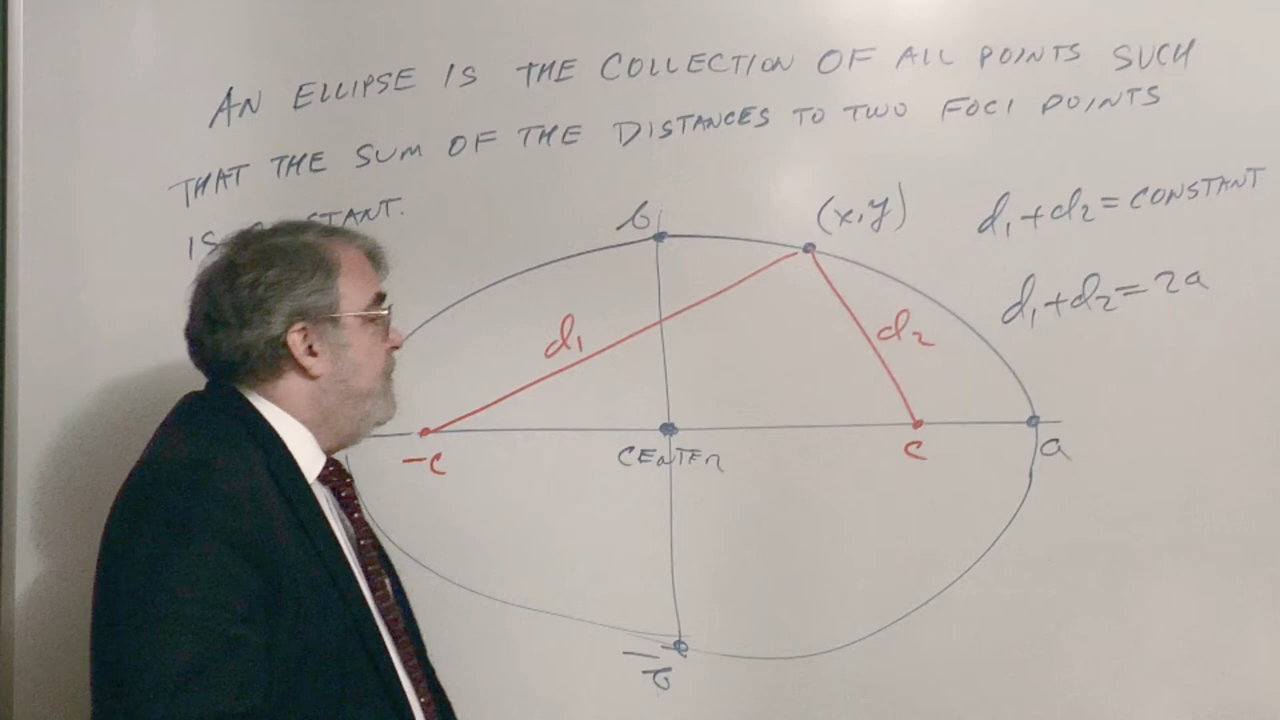 AN ELLIPSE IS THE COLLECTION OF ALL POINTS SUCH
THAT THE SUM OF THE DISTANCES TO TWO FOCI POINTS
IS
b
(x,y)
d₁+d₂=CONSTANT
d₁+d₂=2a
d₁
d₂
-c
CENTER
c
a
-b